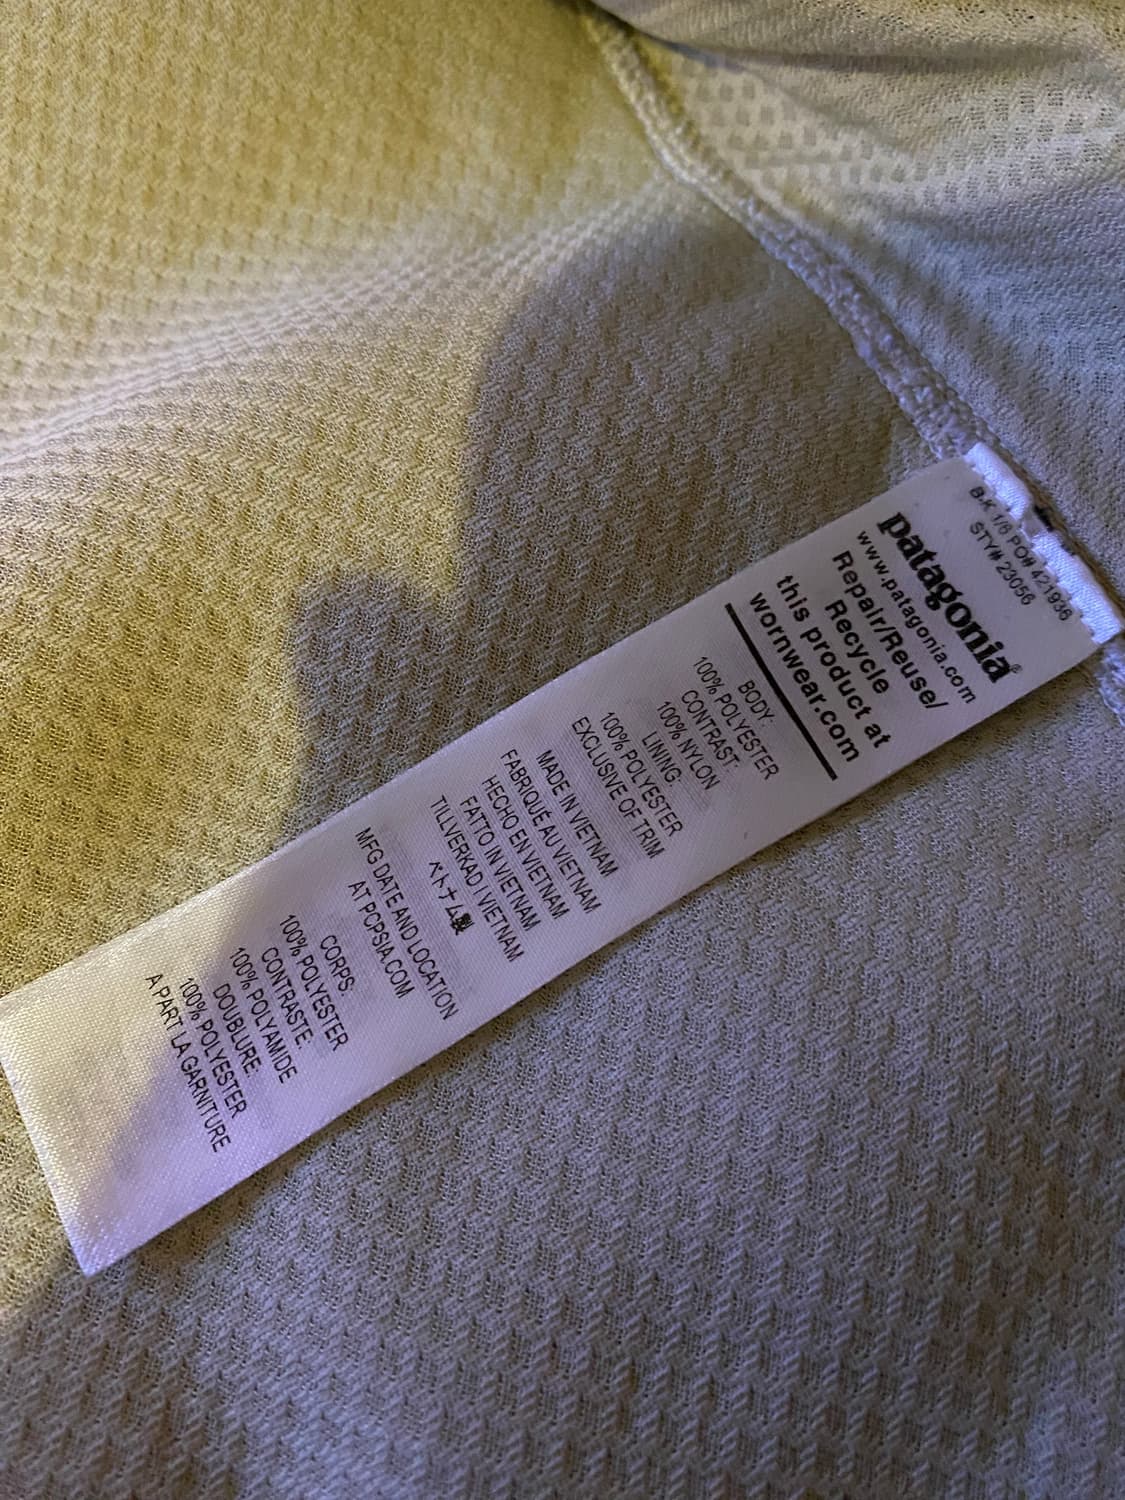 B-K 1/8 PO# 421936
STY# 23056
patagonia®
www.patagonia.com
Repair/Reuse/
Recycle
this product at
wornwear.com
BODY:
100% POLYESTER
CONTRAST:
100% NYLON
LINING:
100% POLYESTER
EXCLUSIVE OF TRIM
MADE IN VIETNAM
FABRIQUÉ AU VIETNAM
HECHO EN VIETNAM
FATTO IN VIETNAM
TILLVERKAD I VIETNAM
ベトナム製
MFG DATE AND LOCATION
AT PCPSIA.COM
CORPS:
100% POLYESTER
CONTRASTE:
100% POLYAMIDE
DOUBLURE:
100% POLYESTER
A PART LA GARNITURE